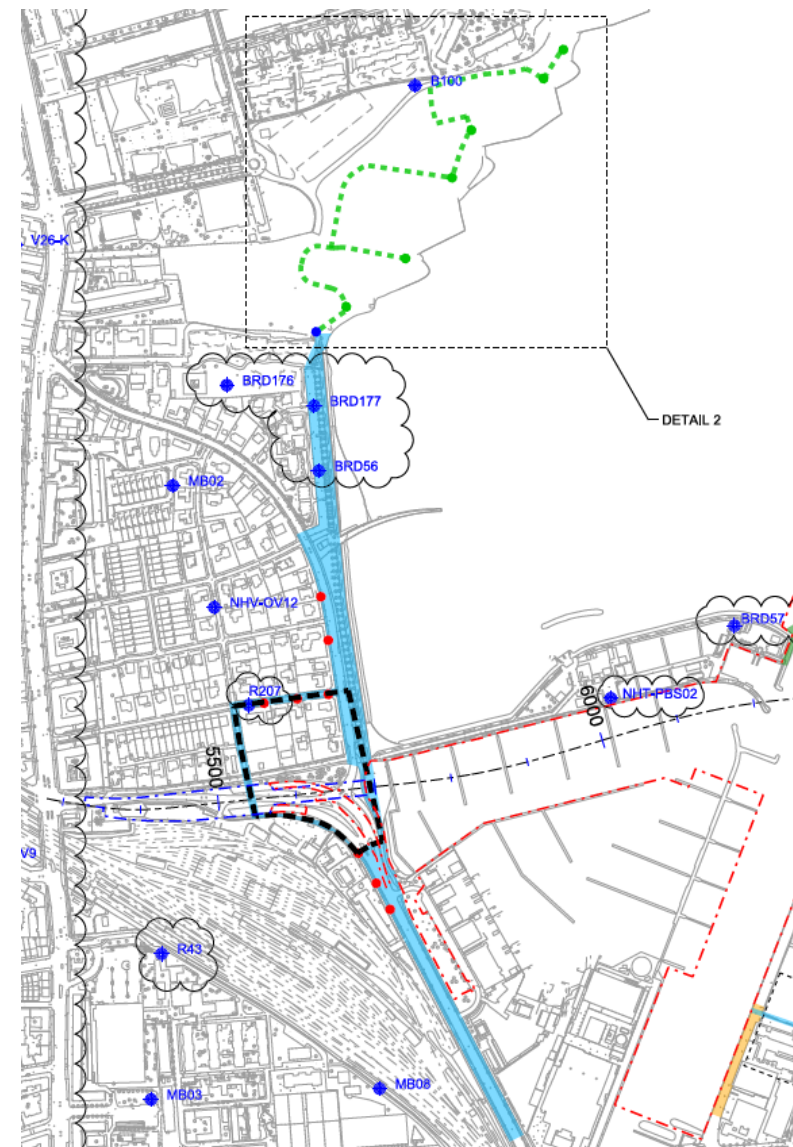 B100
V26-K
BRD176
BRD177
DETAIL 2
BRD56
MB02
NHV-OV12
BRD57
R207
NHT-PBS02
6000
5500
V9
R43
MB03
MB08